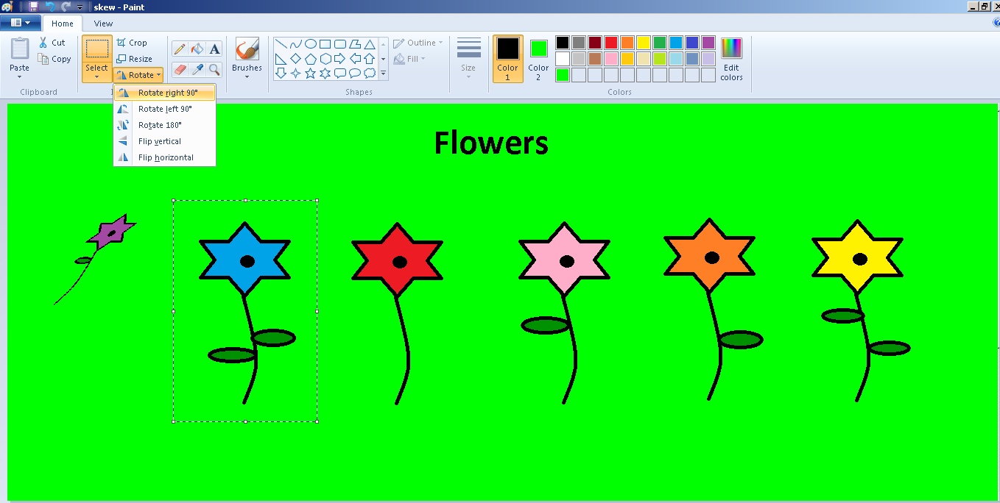 skew - Paint
Home View
Paste
Cut
Copy
Clipboard
Select
Crop
Resize
Rotate
A
Brushes
Shapes
Outline
Fill
Size
Color 1
Color 2
Edit colors
Colors
Rotate right 90°
Rotate left 90°
Rotate 180°
Flip vertical
Flip horizontal
Flowers